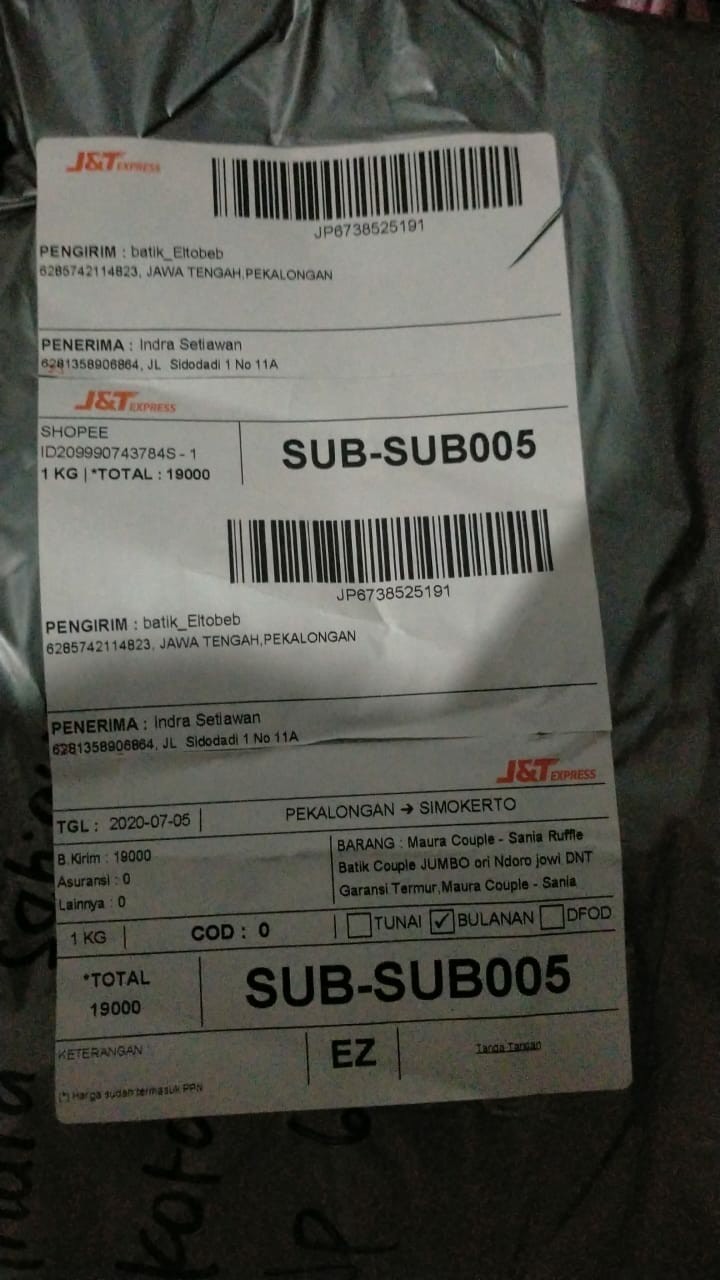 J&T EXPRESS
JP6738525191
PENGIRIM : batik_Eltobeb
6285742114823, JAWA TENGAH,PEKALONGAN
PENERIMA : Indra Setiawan
6281358906864, JL Sidodadi 1 No 11A
J&T EXPRESS
SHOPEE
ID209990743784S - 1
1 KG | *TOTAL : 19000
SUB-SUB005
JP6738525191
PENGIRIM : batik_Eltobeb
6285742114823, JAWA TENGAH,PEKALONGAN
PENERIMA : Indra Setiawan
6281358906864, JL Sidodadi 1 No 11A
J&T EXPRESS
TGL : 2020-07-05
PEKALONGAN → SIMOKERTO
B.Kirim : 19000
Asuransi : 0
Lainnya : 0
BARANG : Maura Couple - Sania Ruffle
Batik Couple JUMBO ori Ndoro jowi DNT
Garansi Termur,Maura Couple - Sania
1 KG
COD : 0
TUNAI ✓ BULANAN DFOD
*TOTAL
19000
SUB-SUB005
KETERANGAN :
EZ
Tanda Tangan
(*) Harga sudah termasuk PPN